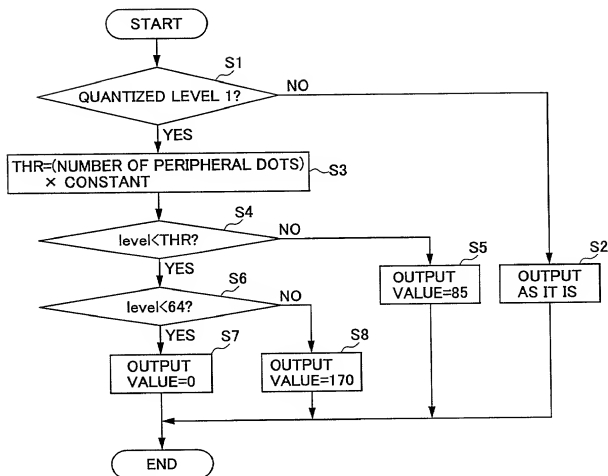 START
S1
QUANTIZED LEVEL 1?
NO
YES
THR=(NUMBER OF PERIPHERAL DOTS)
× CONSTANT
S3
S4
level<THR?
NO
YES
S5
OUTPUT
VALUE=85
S2
OUTPUT
AS IT IS
S6
level<64?
NO
YES
S7
OUTPUT
VALUE=0
S8
OUTPUT
VALUE=170
END